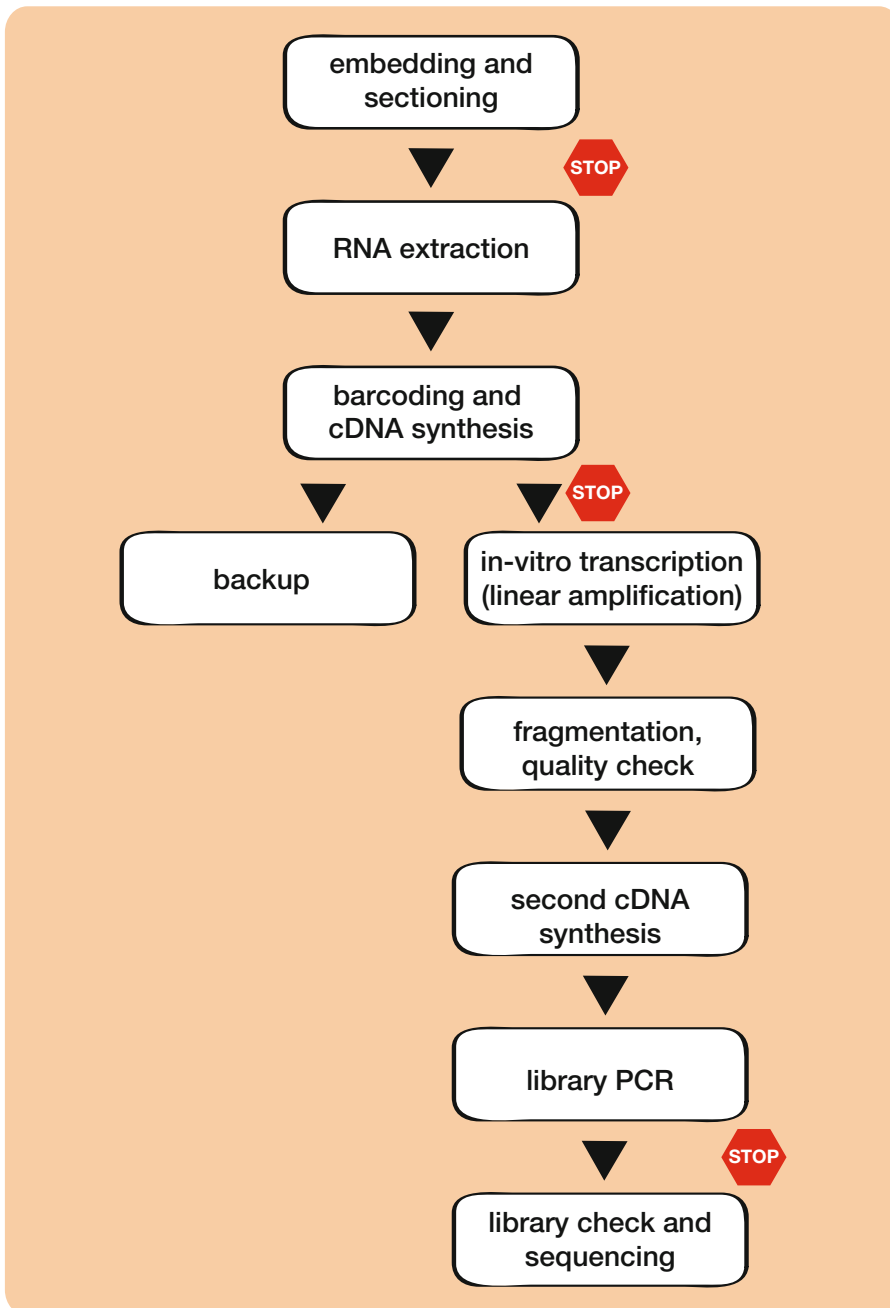 embedding and
sectioning
STOP
RNA extraction
barcoding and
cDNA synthesis
STOP
backup
in-vitro transcription
(linear amplification)
fragmentation,
quality check
second cDNA
synthesis
library PCR
STOP
library check and
sequencing